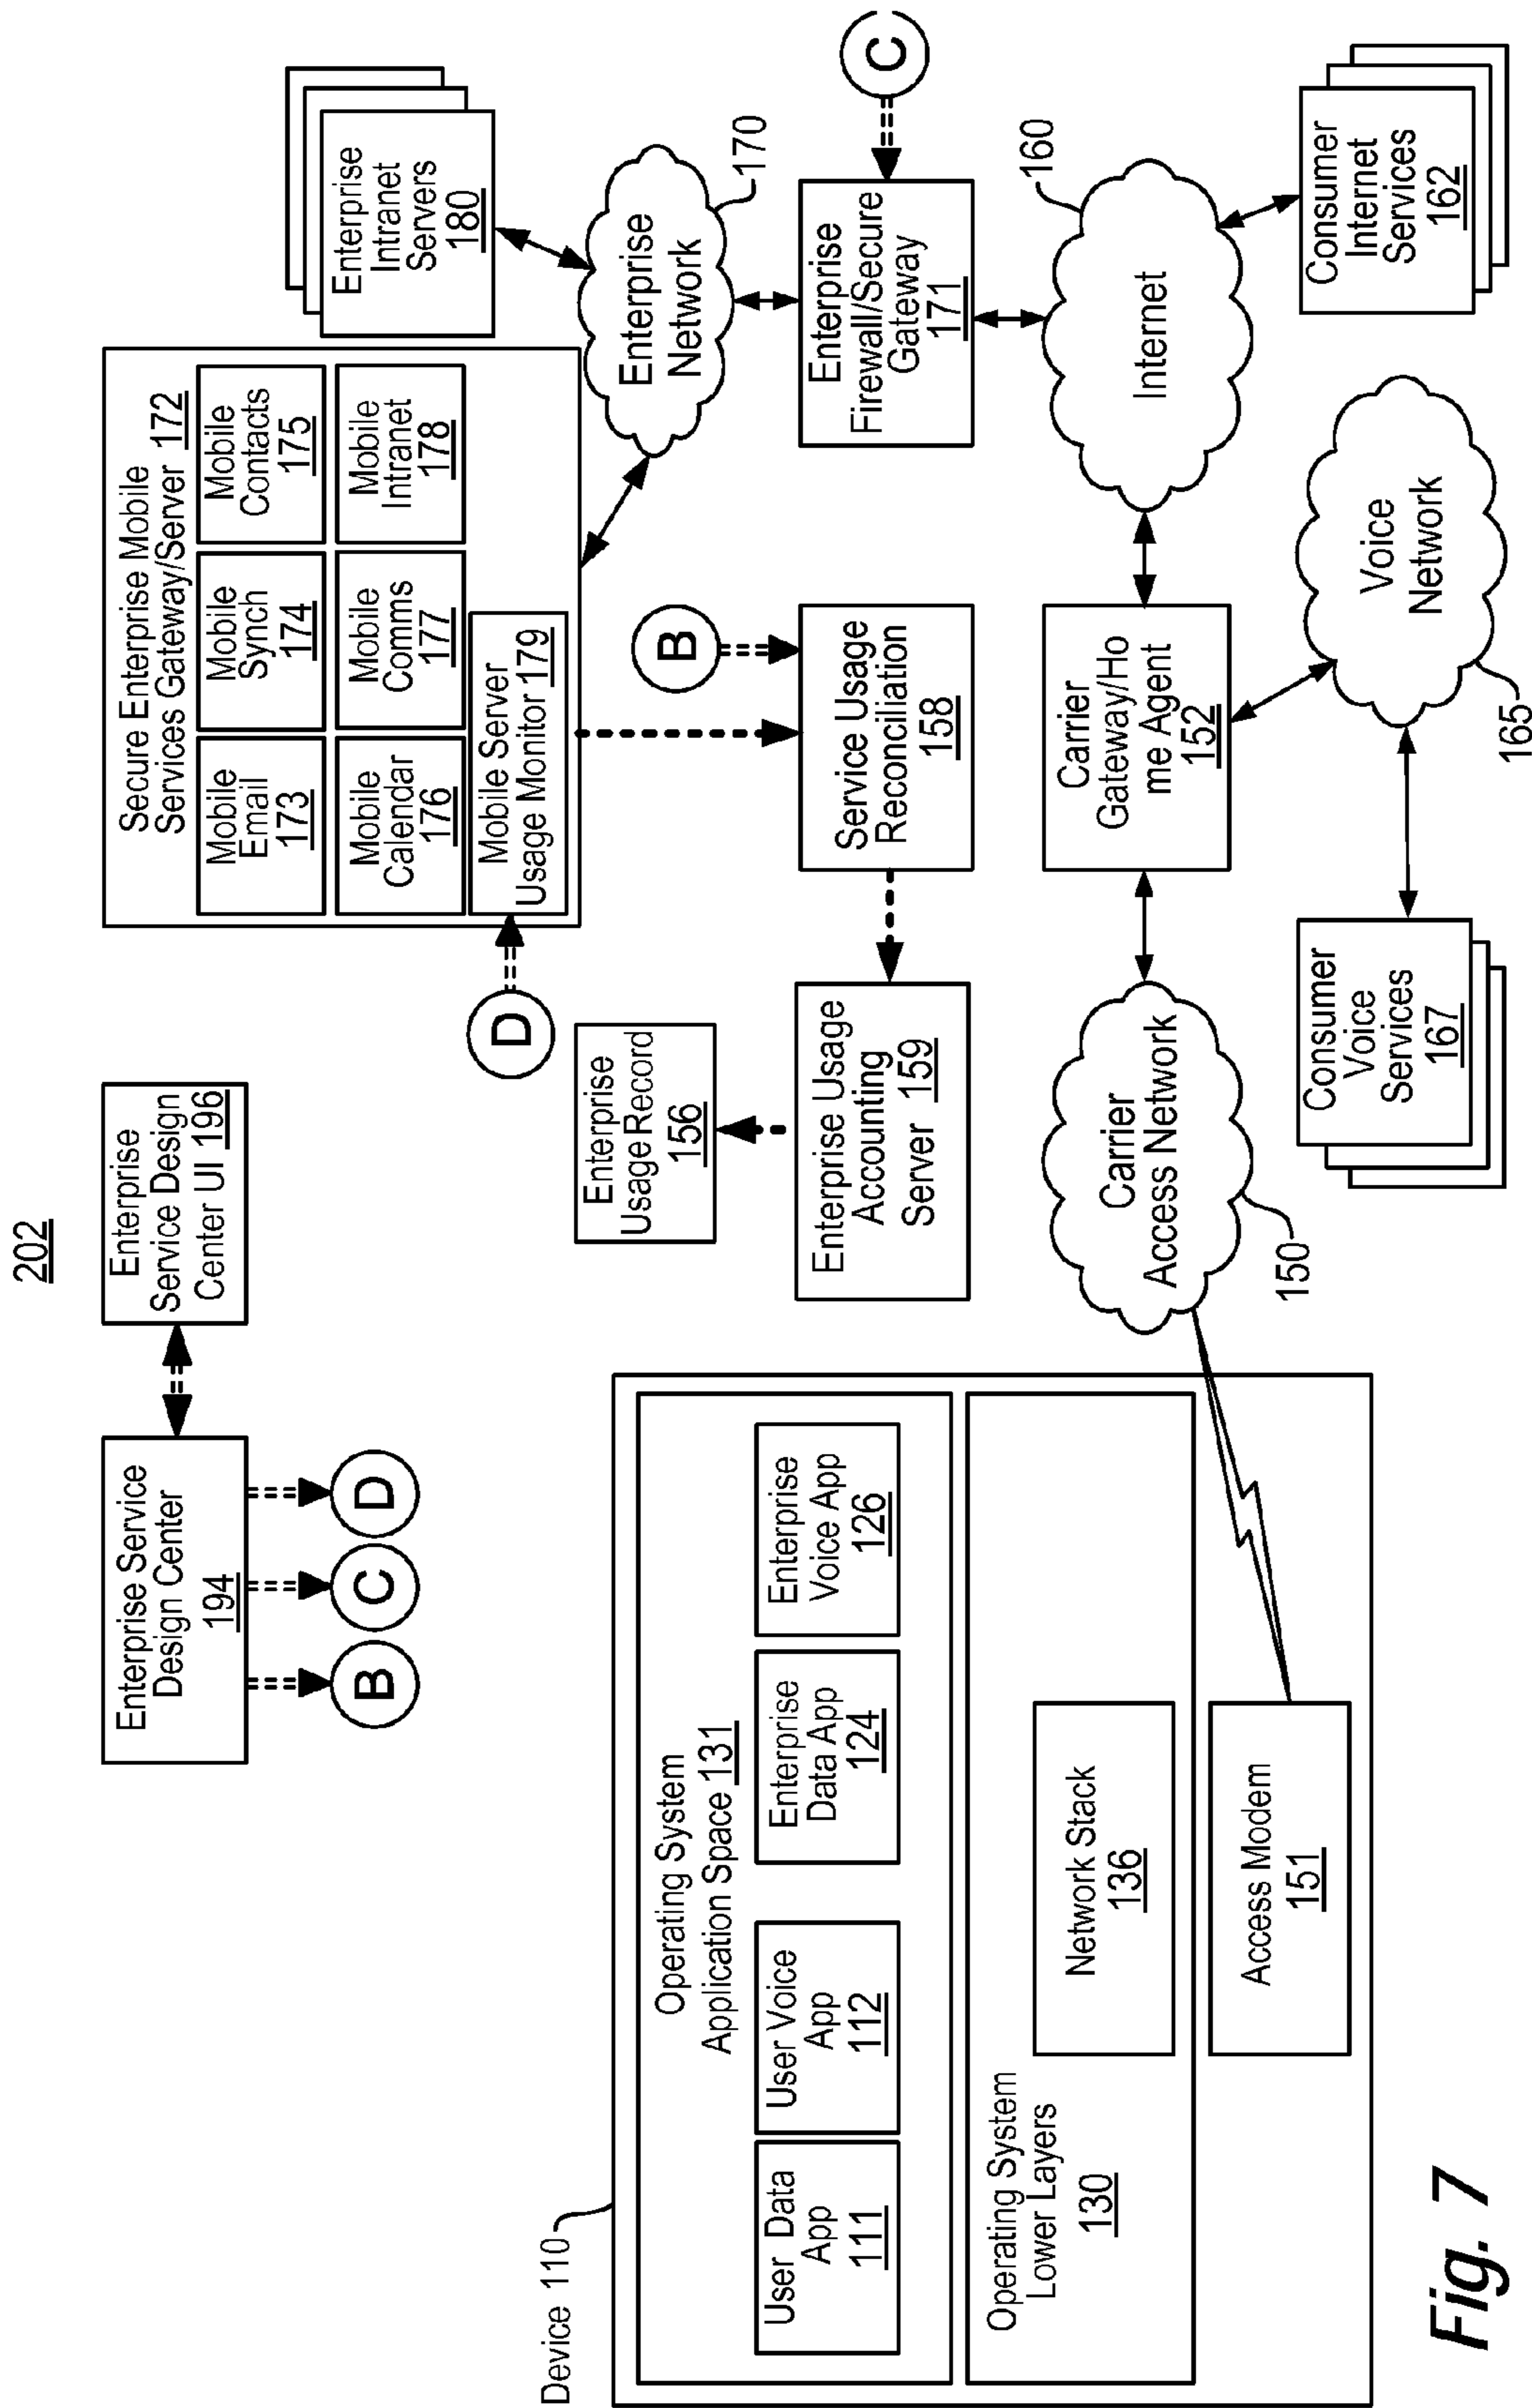 202
Enterprise Service
Design Center
194
Enterprise
Service Design
Center UI 196
B
C
D
Secure Enterprise Mobile
Services Gateway/Server 172
Mobile
Email
173
Mobile
Synch
174
Mobile
Contacts
175
Mobile
Calendar
176
Mobile
Comms
177
Mobile
Intranet
178
Mobile Server
Usage Monitor 179
D
Enterprise
Intranet
Servers
180
Enterprise
Network
170
Enterprise
Usage Record
156
B
Enterprise Usage
Accounting
Server 159
Service Usage
Reconciliation
158
Enterprise
Firewall/Secure
Gateway
171
C
Device 110
Operating System
Application Space 131
User Data
App
111
User Voice
App
112
Enterprise
Data App
124
Enterprise
Voice App
126
Operating System
Lower Layers
130
Network Stack
136
Access Modem
151
Carrier
Access Network
150
Carrier
Gateway/Ho
me Agent
152
Internet
160
Consumer
Voice
Services
167
Voice
Network
165
Consumer
Internet
Services
162
Fig. 7